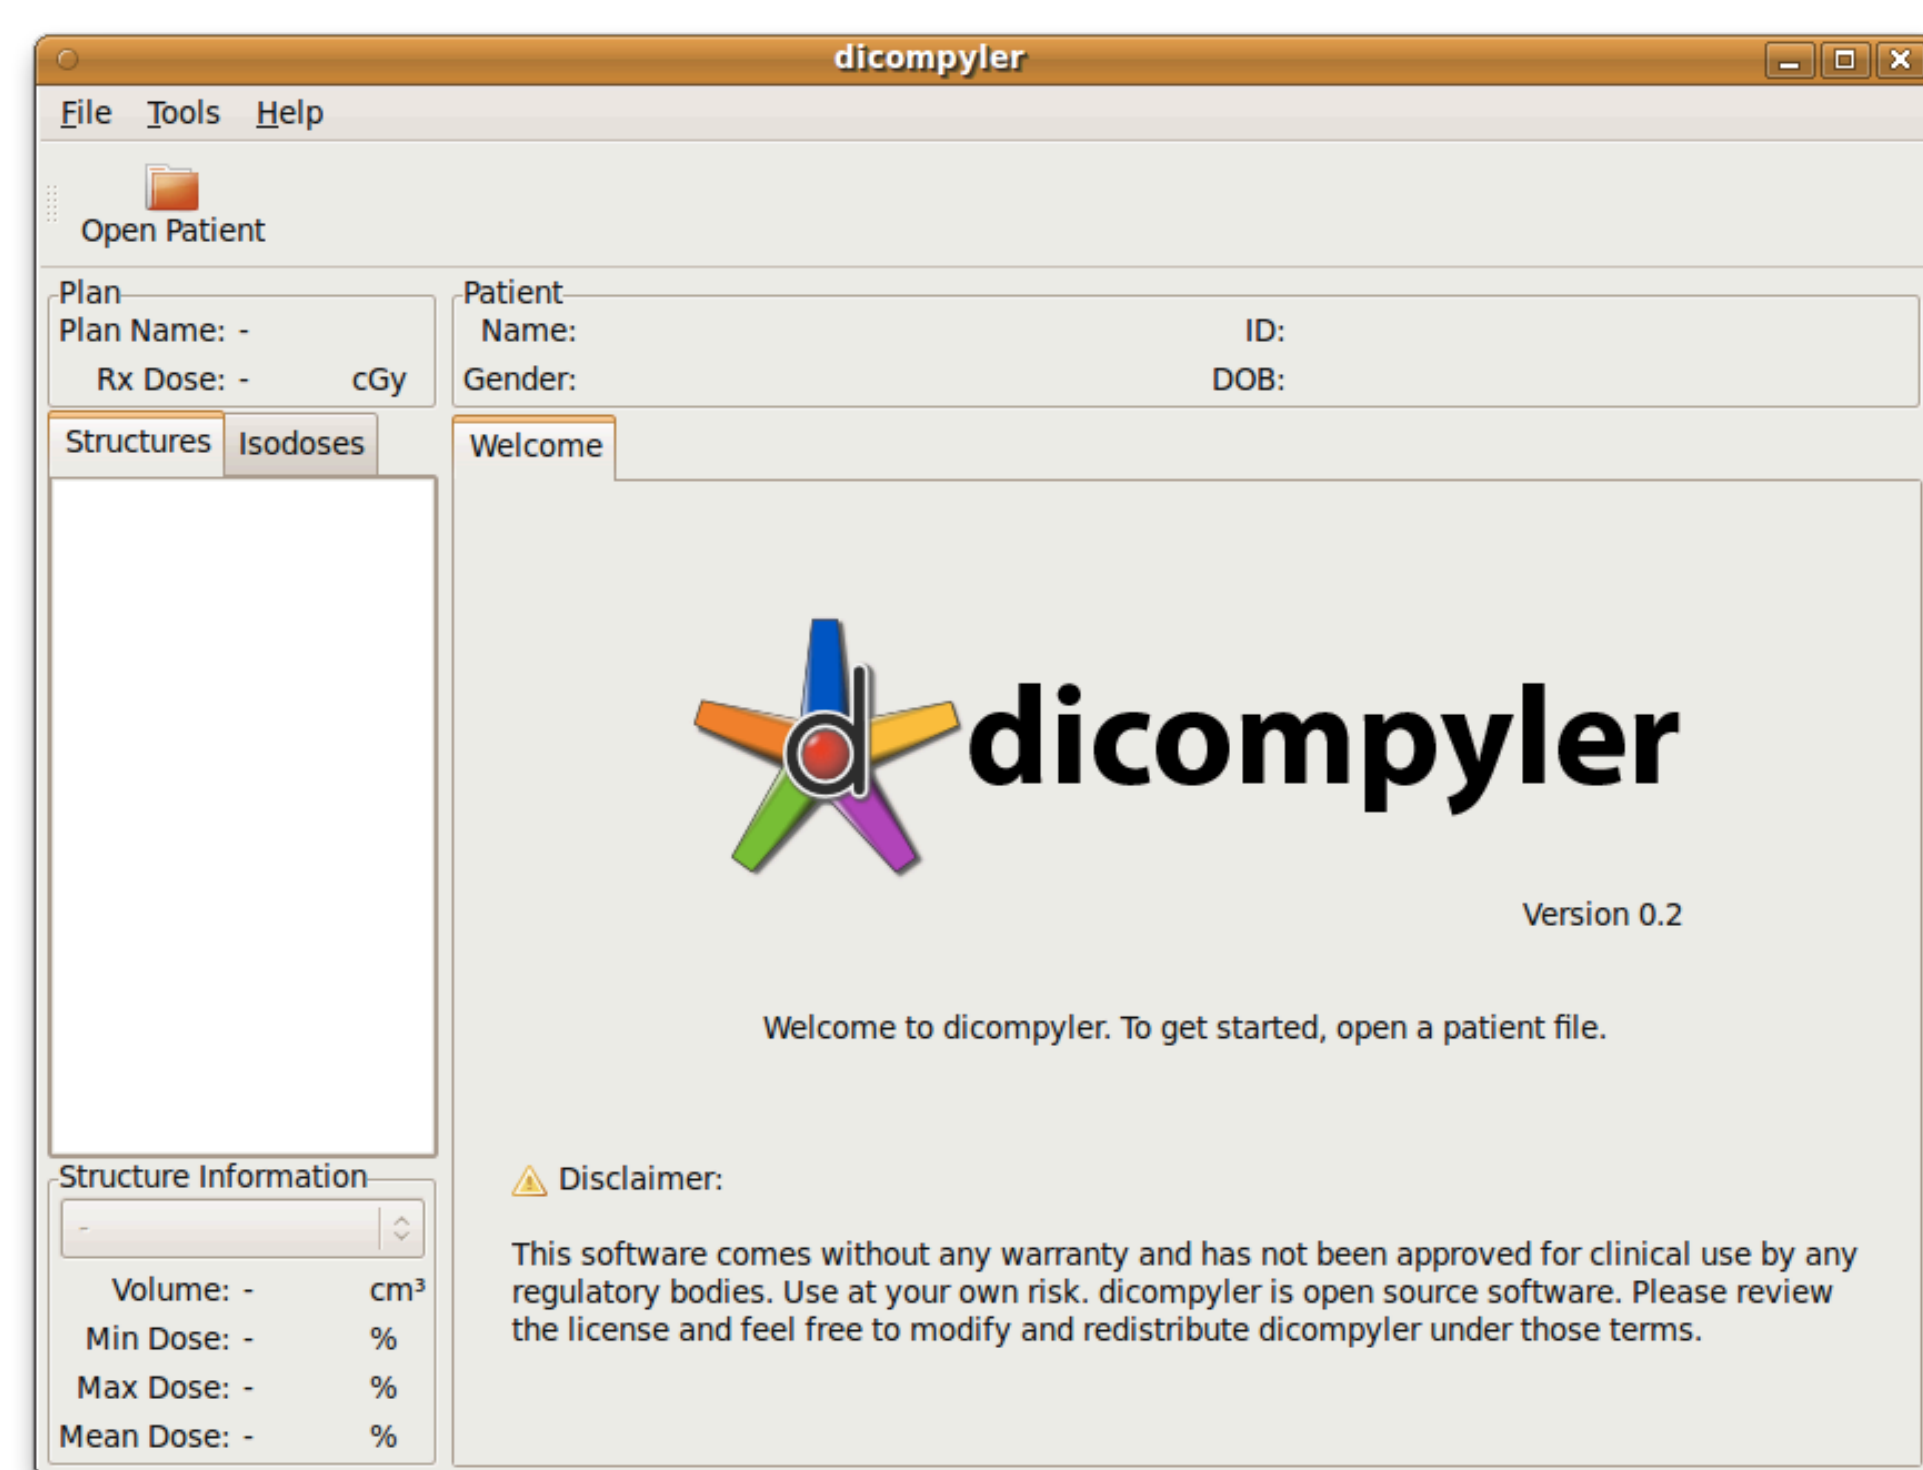 dicompyler
File Tools Help
Open Patient
Plan
Plan Name: -
Rx Dose: - cGy
Patient
Name: ID:
Gender: DOB:
Structures Isodoses
Welcome
dicompyler
Version 0.2
Welcome to dicompyler. To get started, open a patient file.
Disclaimer:
This software comes without any warranty and has not been approved for clinical use by any
regulatory bodies. Use at your own risk. dicompyler is open source software. Please review
the license and feel free to modify and redistribute dicompyler under those terms.
Structure Information
-
Volume: - cm³
Min Dose: - %
Max Dose: - %
Mean Dose: - %